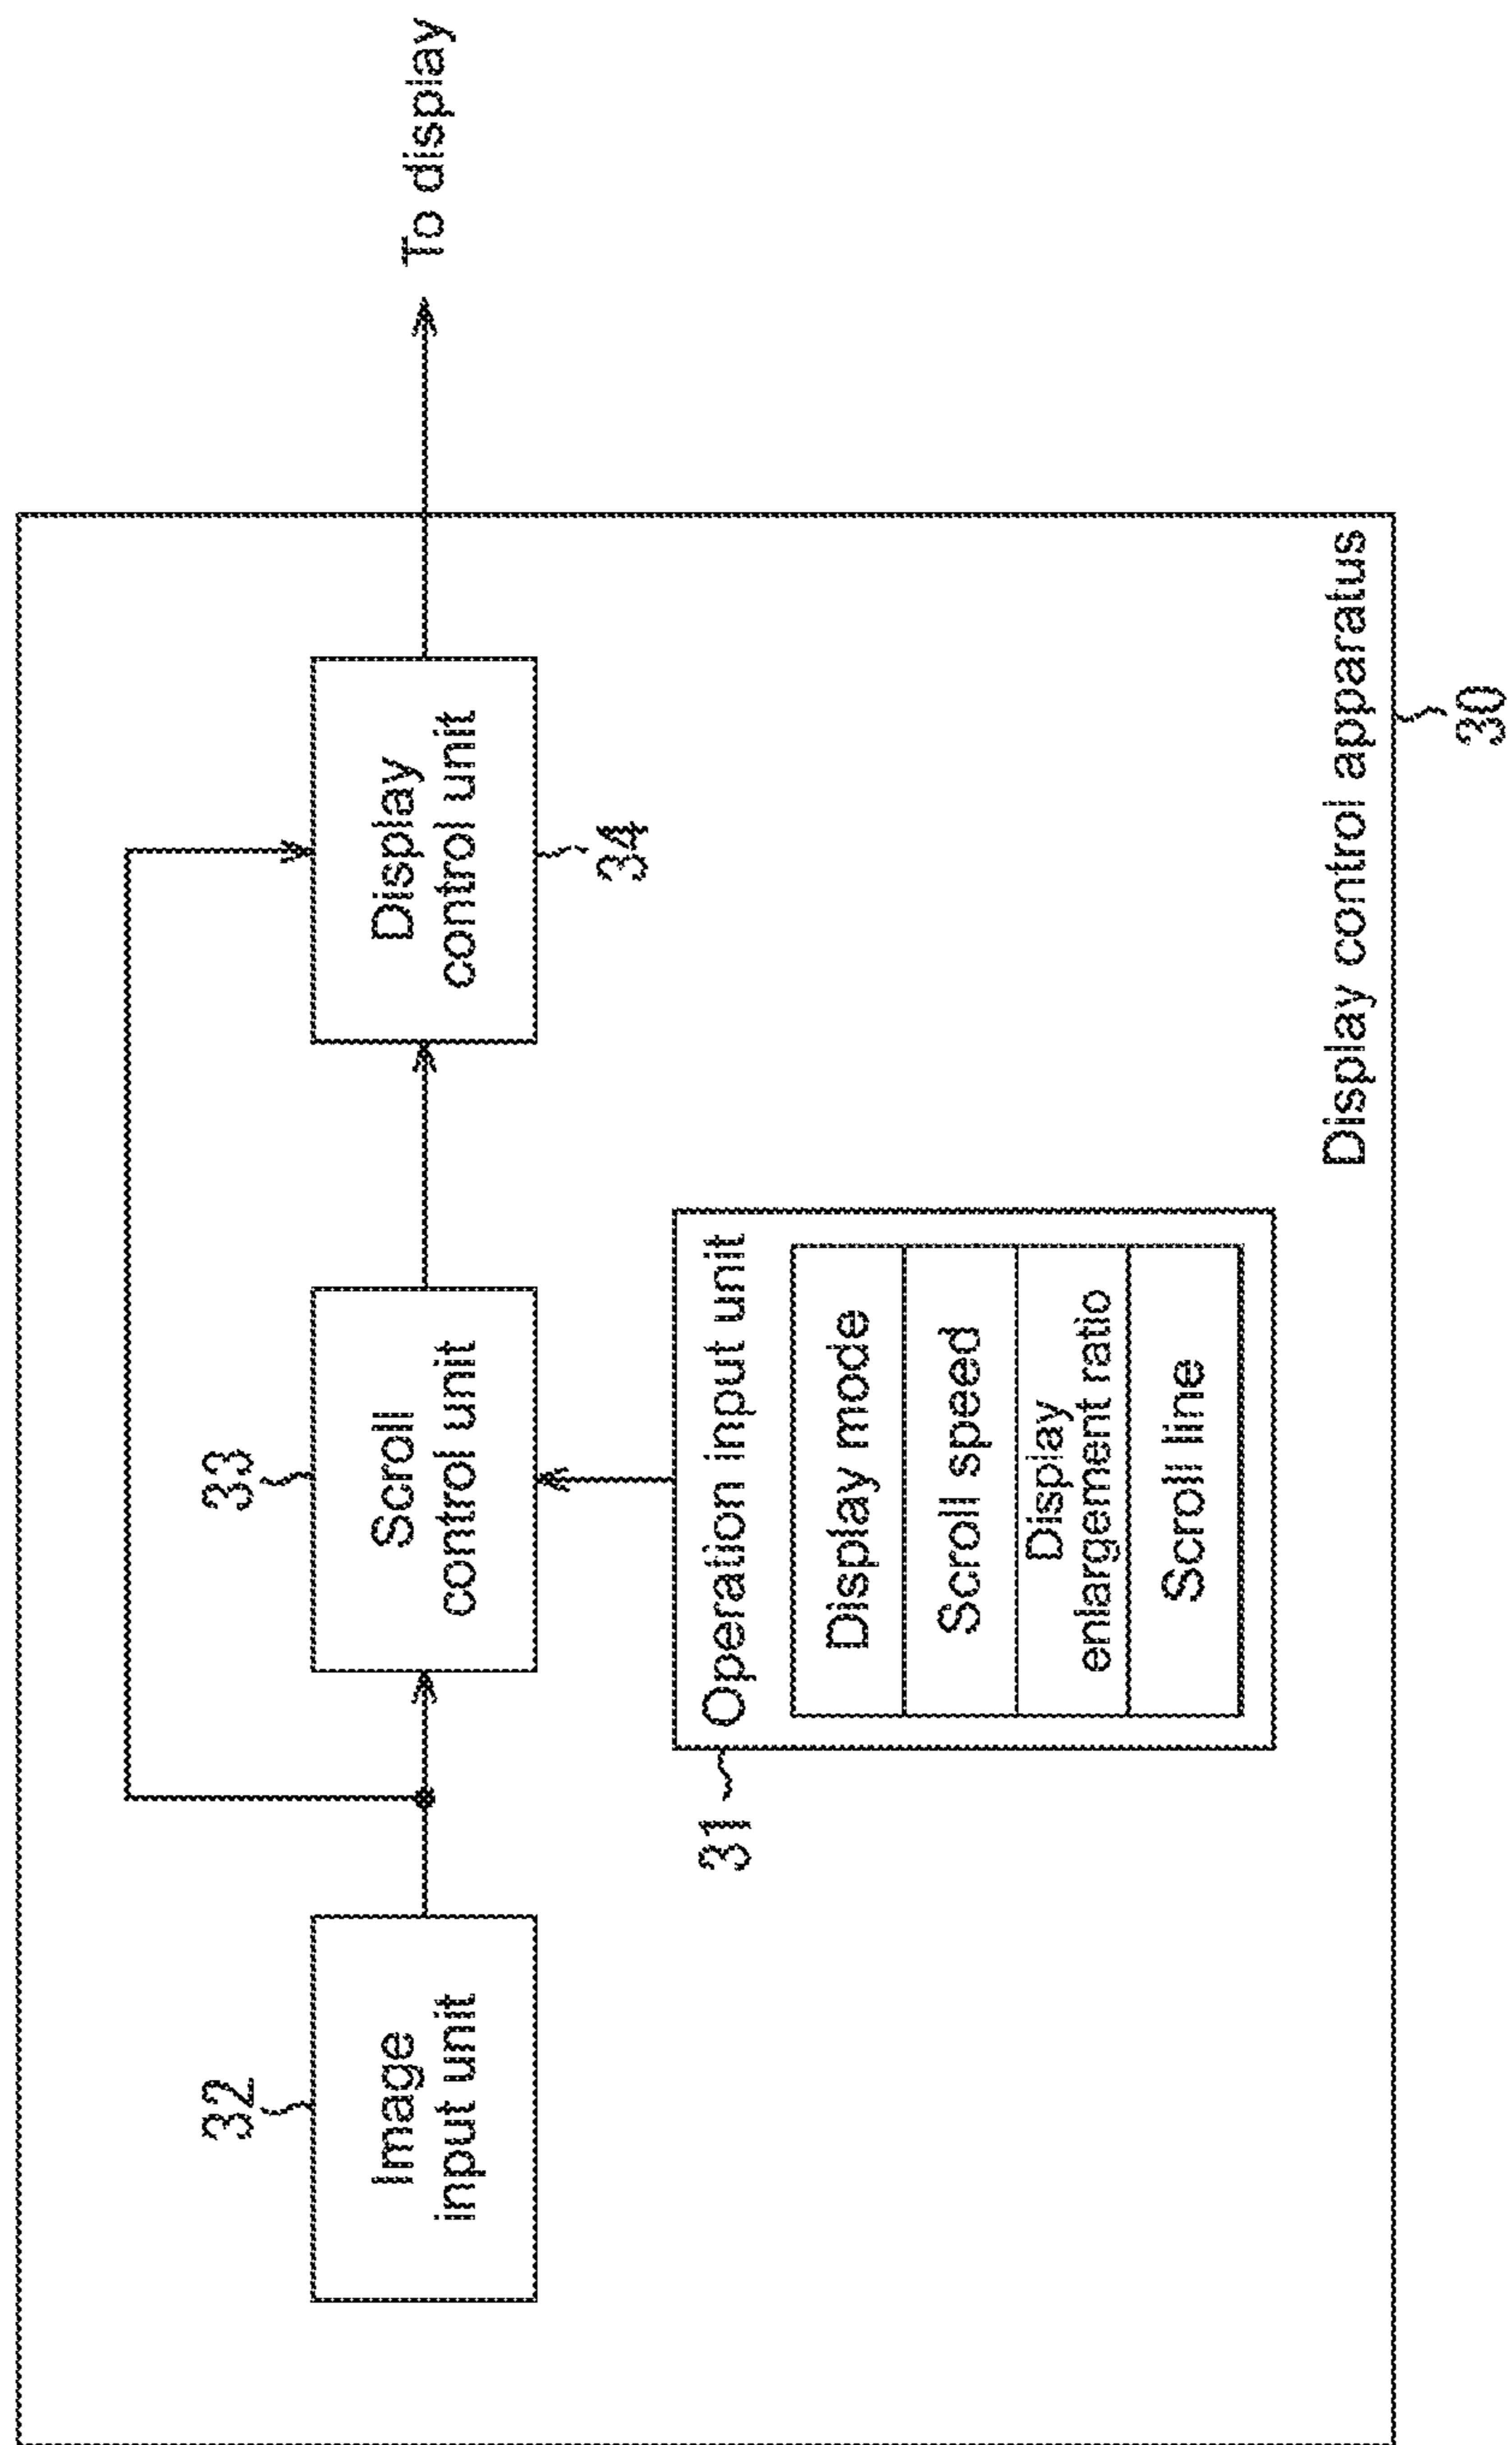 32
Image
input unit
33
Scroll
control unit
Display
control unit
34
To display
31
Operation input unit
Display mode
Scroll speed
Display
enlargement ratio
Scroll line
Display control apparatus
30